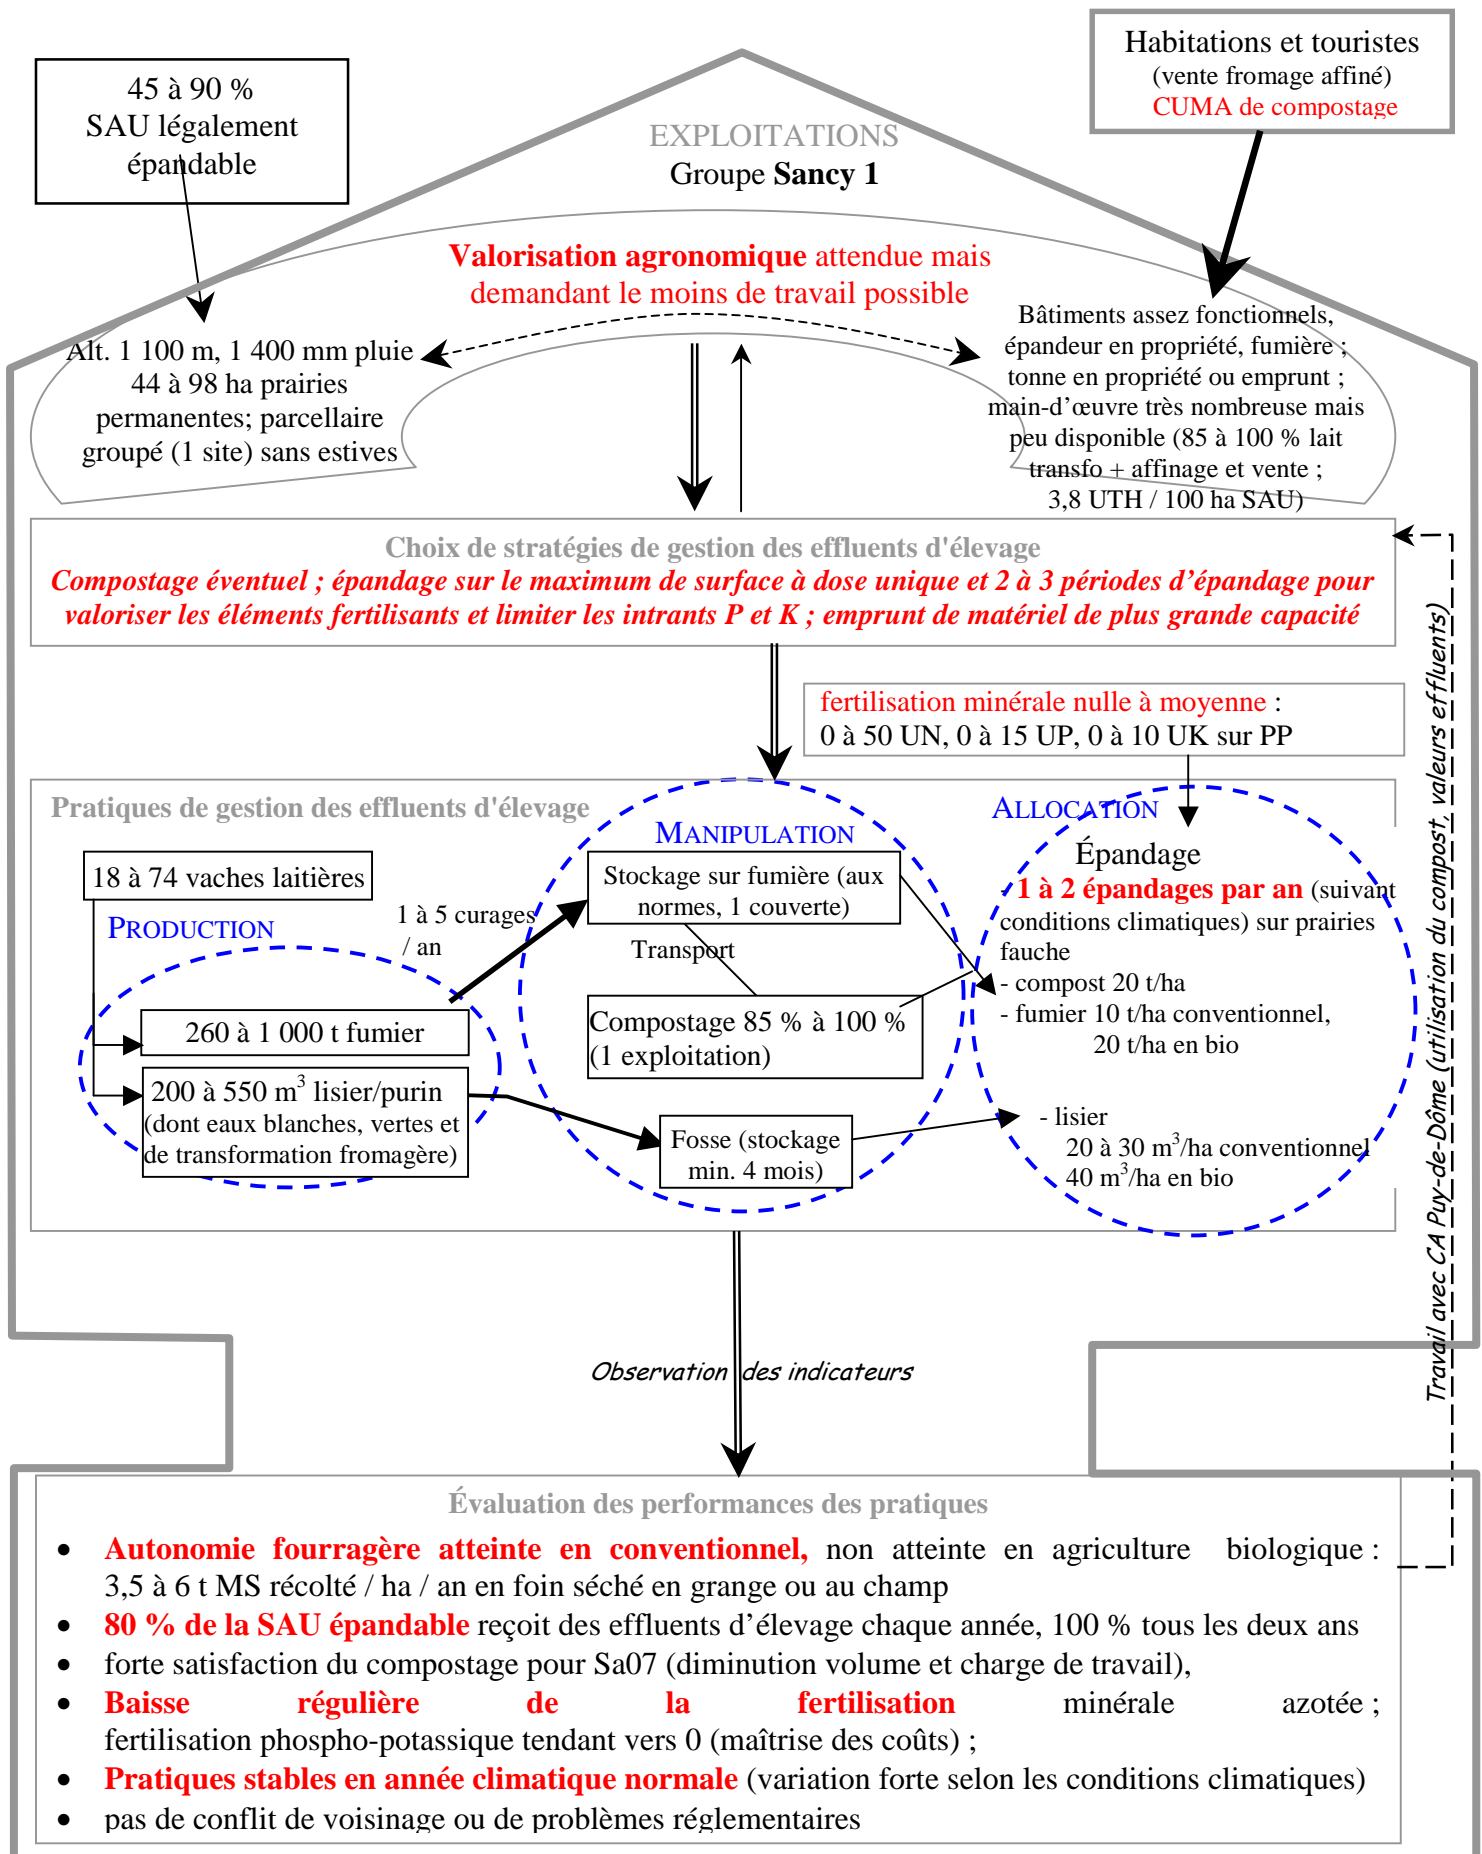 45 à 90 %
SAU légalement
épandable
Habitations et touristes
(vente fromage affiné)
CUMA de compostage
EXPLOITATIONS
Groupe Sancy 1
Valorisation agronomique attendue mais
demandant le moins de travail possible
Alt. 1 100 m, 1 400 mm pluie
44 à 98 ha prairies
permanentes; parcellaire
groupé (1 site) sans estives
Bâtiments assez fonctionnels,
épandeur en propriété, fumière ;
tonne en propriété ou emprunt ;
main-d’œuvre très nombreuse mais
peu disponible (85 à 100 % lait
transfo + affinage et vente ;
3,8 UTH / 100 ha SAU)
Choix de stratégies de gestion des effluents d'élevage
Compostage éventuel ; épandage sur le maximum de surface à dose unique et 2 à 3 périodes d’épandage pour
valoriser les éléments fertilisants et limiter les intrants P et K ; emprunt de matériel de plus grande capacité
fertilisation minérale nulle à moyenne :
0 à 50 UN, 0 à 15 UP, 0 à 10 UK sur PP
Pratiques de gestion des effluents d'élevage
18 à 74 vaches laitières
PRODUCTION
1 à 5 curages
/ an
260 à 1 000 t fumier
200 à 550 m³ lisier/purin
(dont eaux blanches, vertes et
de transformation fromagère)
MANIPULATION
Stockage sur fumière (aux
normes, 1 couverte)
Transport
Compostage 85 % à 100 %
(1 exploitation)
Fosse (stockage
min. 4 mois)
ALLOCATION
Épandage
- 1 à 2 épandages par an (suivant
conditions climatiques) sur prairies
fauche
- compost 20 t/ha
- fumier 10 t/ha conventionnel,
20 t/ha en bio
- lisier
20 à 30 m³/ha conventionnel
40 m³/ha en bio
Travail avec CA Puy-de-Dôme (utilisation du compost, valeurs effluents)
Observation des indicateurs
Évaluation des performances des pratiques
• Autonomie fourragère atteinte en conventionnel, non atteinte en agriculture biologique :
3,5 à 6 t MS récolté / ha / an en foin séché en grange ou au champ
• 80 % de la SAU épandable reçoit des effluents d’élevage chaque année, 100 % tous les deux ans
• forte satisfaction du compostage pour Sa07 (diminution volume et charge de travail),
• Baisse régulière de la fertilisation minérale azotée ;
fertilisation phospho-potassique tendant vers 0 (maîtrise des coûts) ;
• Pratiques stables en année climatique normale (variation forte selon les conditions climatiques)
• pas de conflit de voisinage ou de problèmes réglementaires